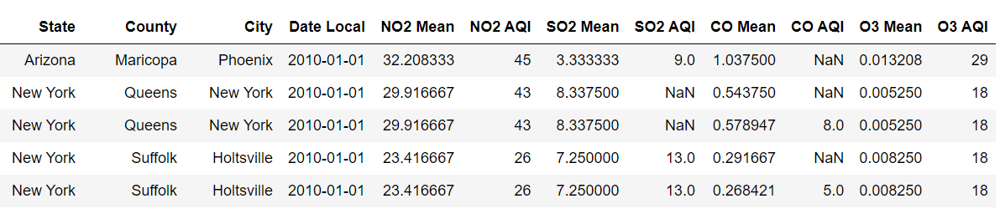 State County City Date Local NO2 Mean NO2 AQI SO2 Mean SO2 AQI CO Mean CO AQI O3 Mean O3 AQI
Arizona Maricopa Phoenix 2010-01-01 32.208333 45 3.333333 9.0 1.037500 NaN 0.013208 29
New York Queens New York 2010-01-01 29.916667 43 8.337500 NaN 0.543750 NaN 0.005250 18
New York Queens New York 2010-01-01 29.916667 43 8.337500 NaN 0.578947 8.0 0.005250 18
New York Suffolk Holtsville 2010-01-01 23.416667 26 7.250000 13.0 0.291667 NaN 0.008250 18
New York Suffolk Holtsville 2010-01-01 23.416667 26 7.250000 13.0 0.268421 5.0 0.008250 18